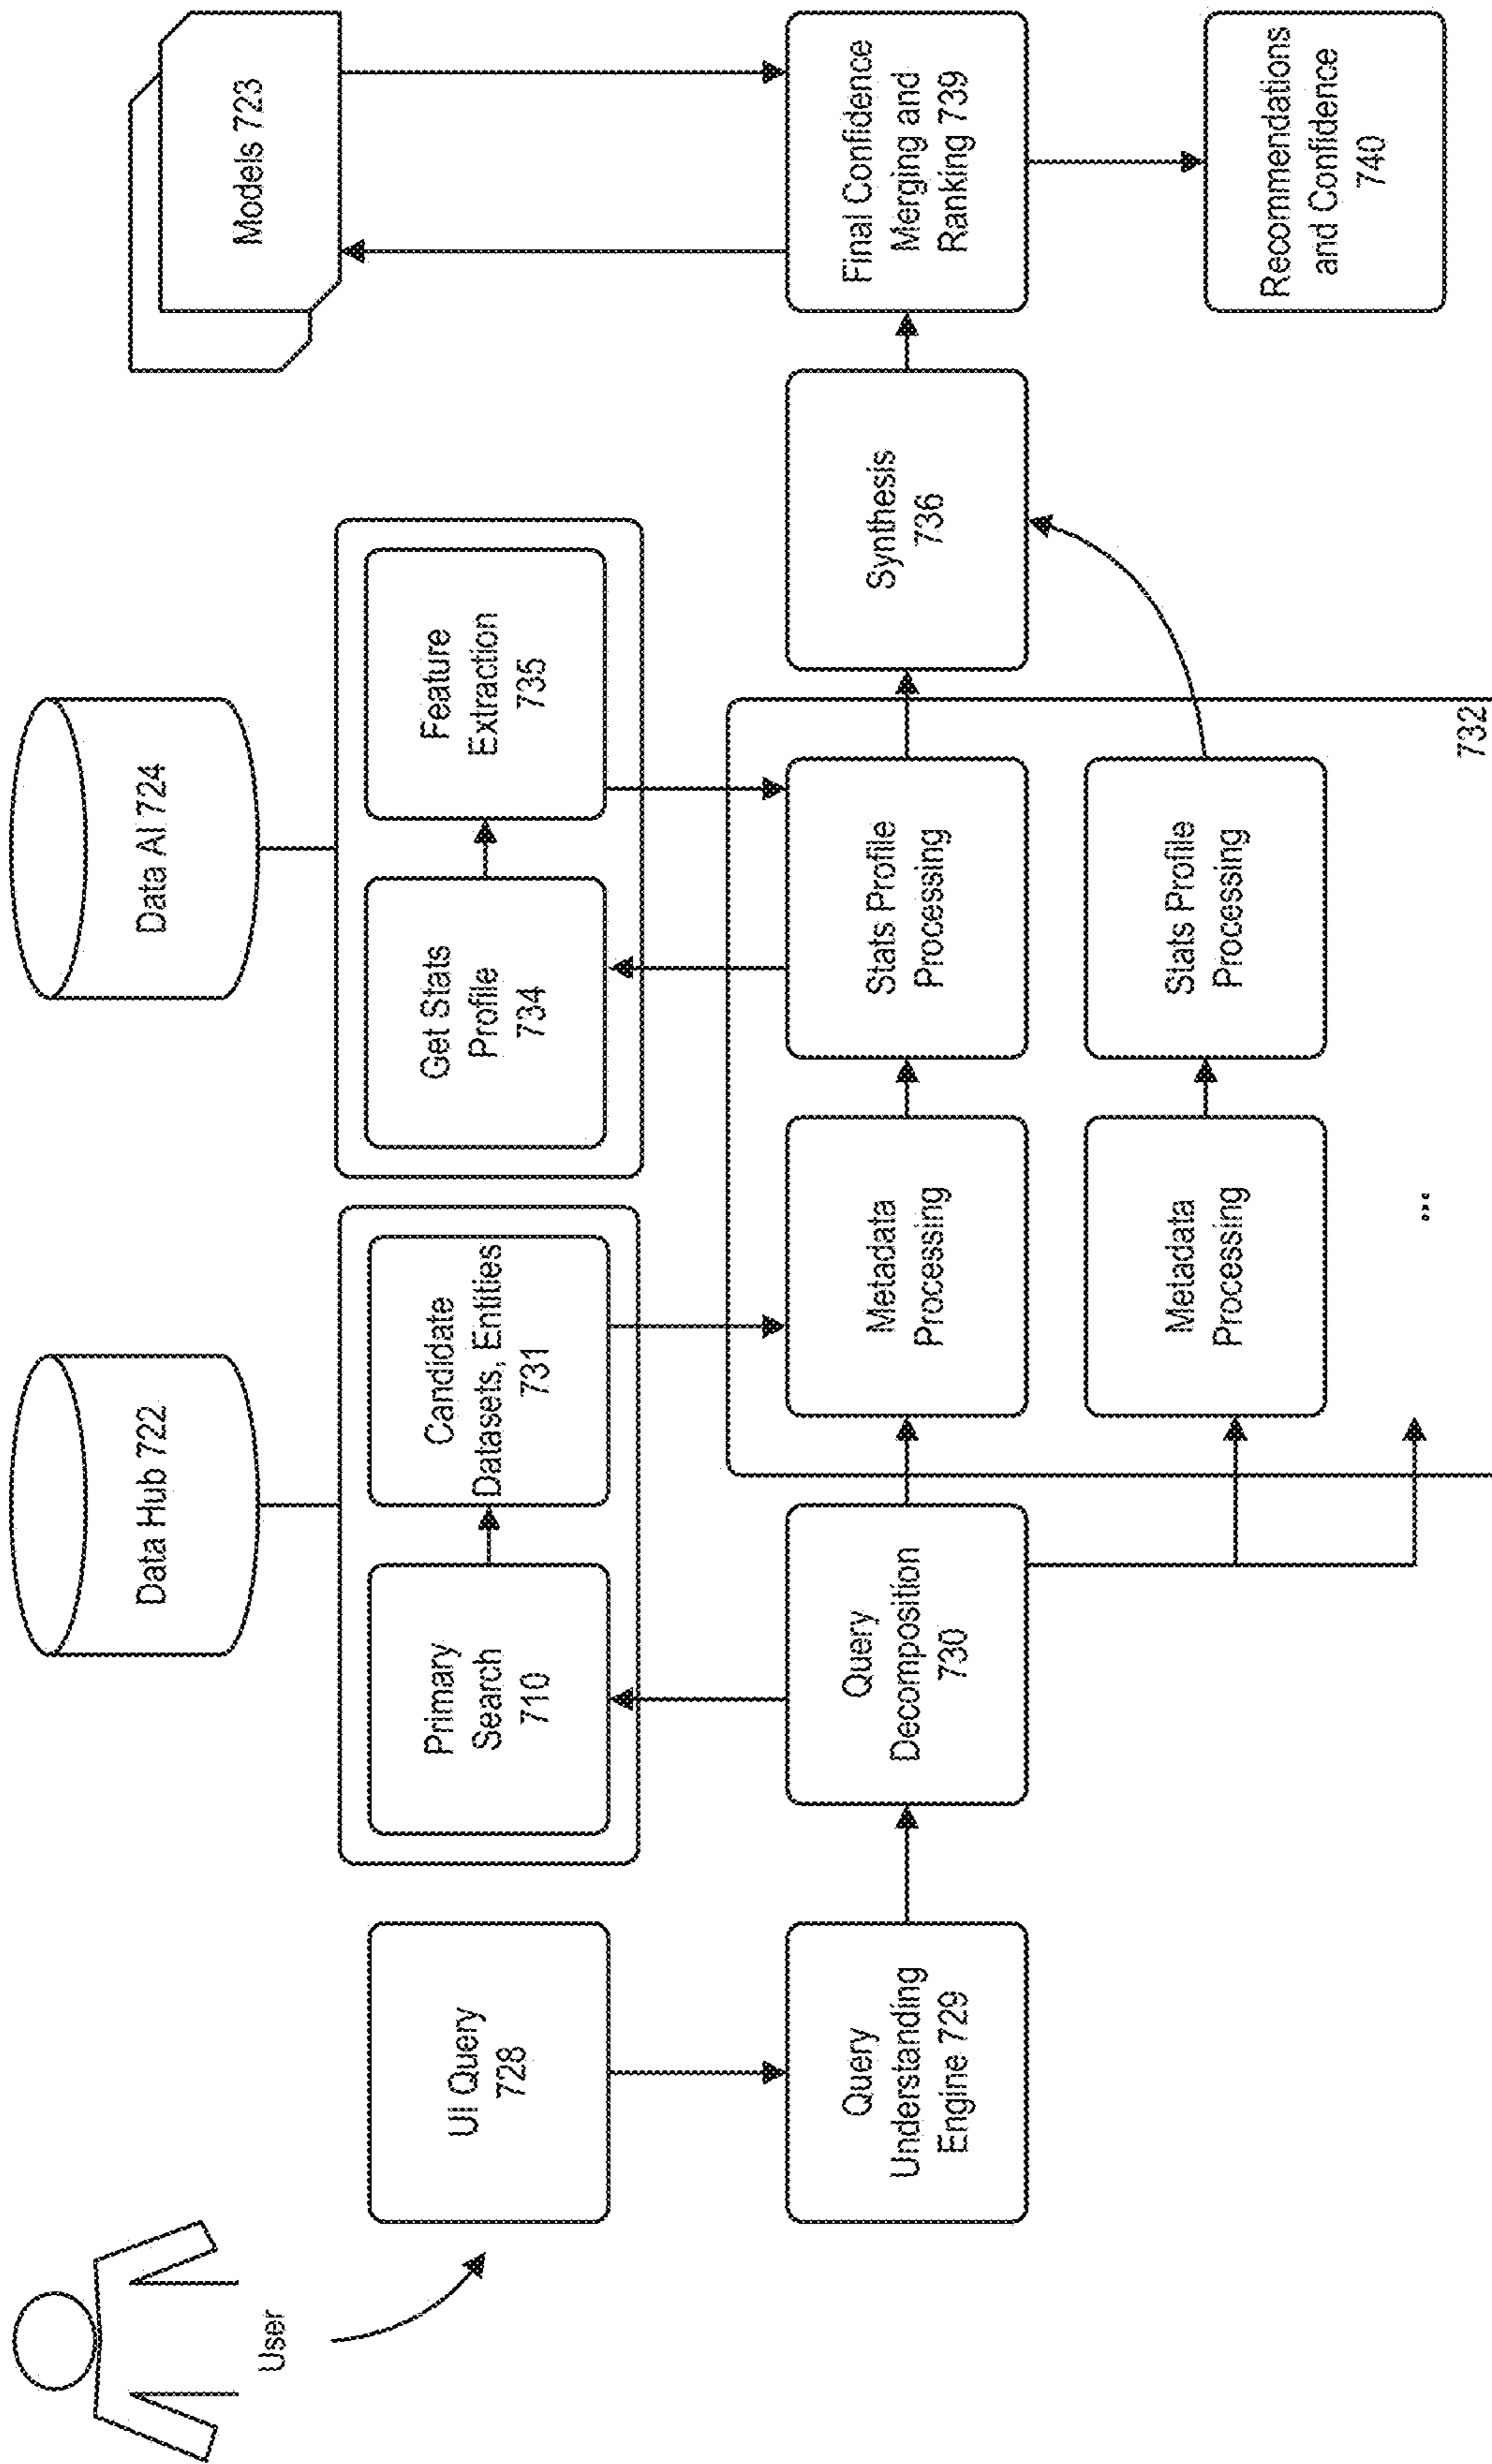 User
Data Hub 722
Data AI 724
Models 723
UI Query
728
Primary
Search
710
Candidate
Datasets, Entities
731
Get Stats
Profile
734
Feature
Extraction
735
Query
Understanding
Engine 729
Query
Decomposition
730
Metadata
Processing
Stats Profile
Processing
Synthesis
736
Final Confidence
Merging and
Ranking 739
Metadata
Processing
Stats Profile
Processing
Recommendations
and Confidence
740
...
732